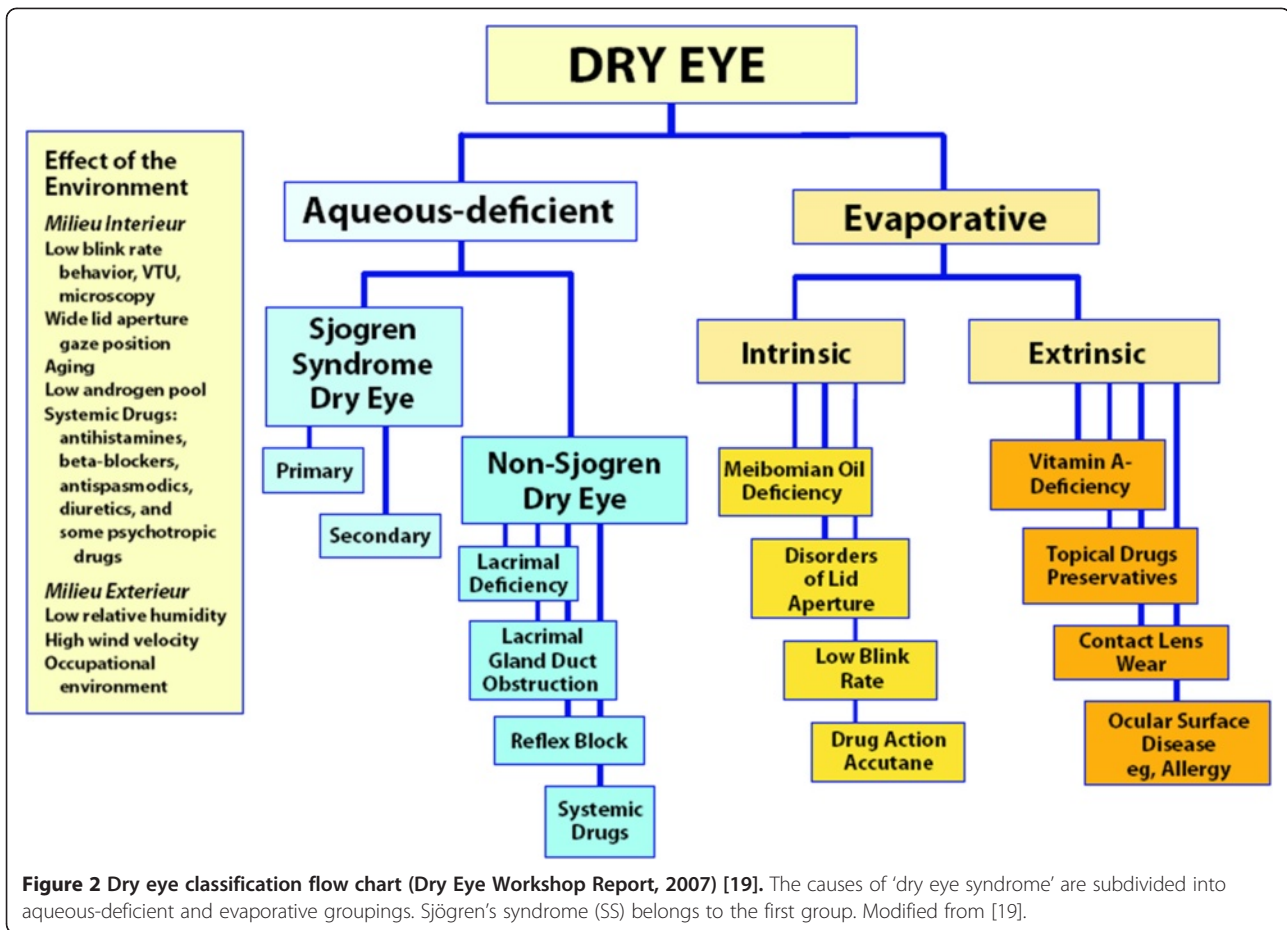 DRY EYE
Effect of the
Environment
Milieu Interieur
Low blink rate
behavior, VTU,
microscopy
Wide lid aperture
gaze position
Aging
Low androgen pool
Systemic Drugs:
antihistamines,
beta-blockers,
antispasmodics,
diuretics, and
some psychotropic
drugs
Milieu Exterieur
Low relative humidity
High wind velocity
Occupational
environment
Aqueous-deficient
Sjogren
Syndrome
Dry Eye
Primary
Secondary
Non-Sjogren
Dry Eye
Lacrimal
Deficiency
Lacrimal
Gland Duct
Obstruction
Reflex Block
Systemic
Drugs
Evaporative
Intrinsic
Meibomian Oil
Deficiency
Disorders
of Lid
Aperture
Low Blink
Rate
Drug Action
Accutane
Extrinsic
Vitamin A-
Deficiency
Topical Drugs
Preservatives
Contact Lens
Wear
Ocular Surface
Disease
eg, Allergy
Figure 2 Dry eye classification flow chart (Dry Eye Workshop Report, 2007) [19]. The causes of 'dry eye syndrome' are subdivided into
aqueous-deficient and evaporative groupings. Sjögren's syndrome (SS) belongs to the first group. Modified from [19].